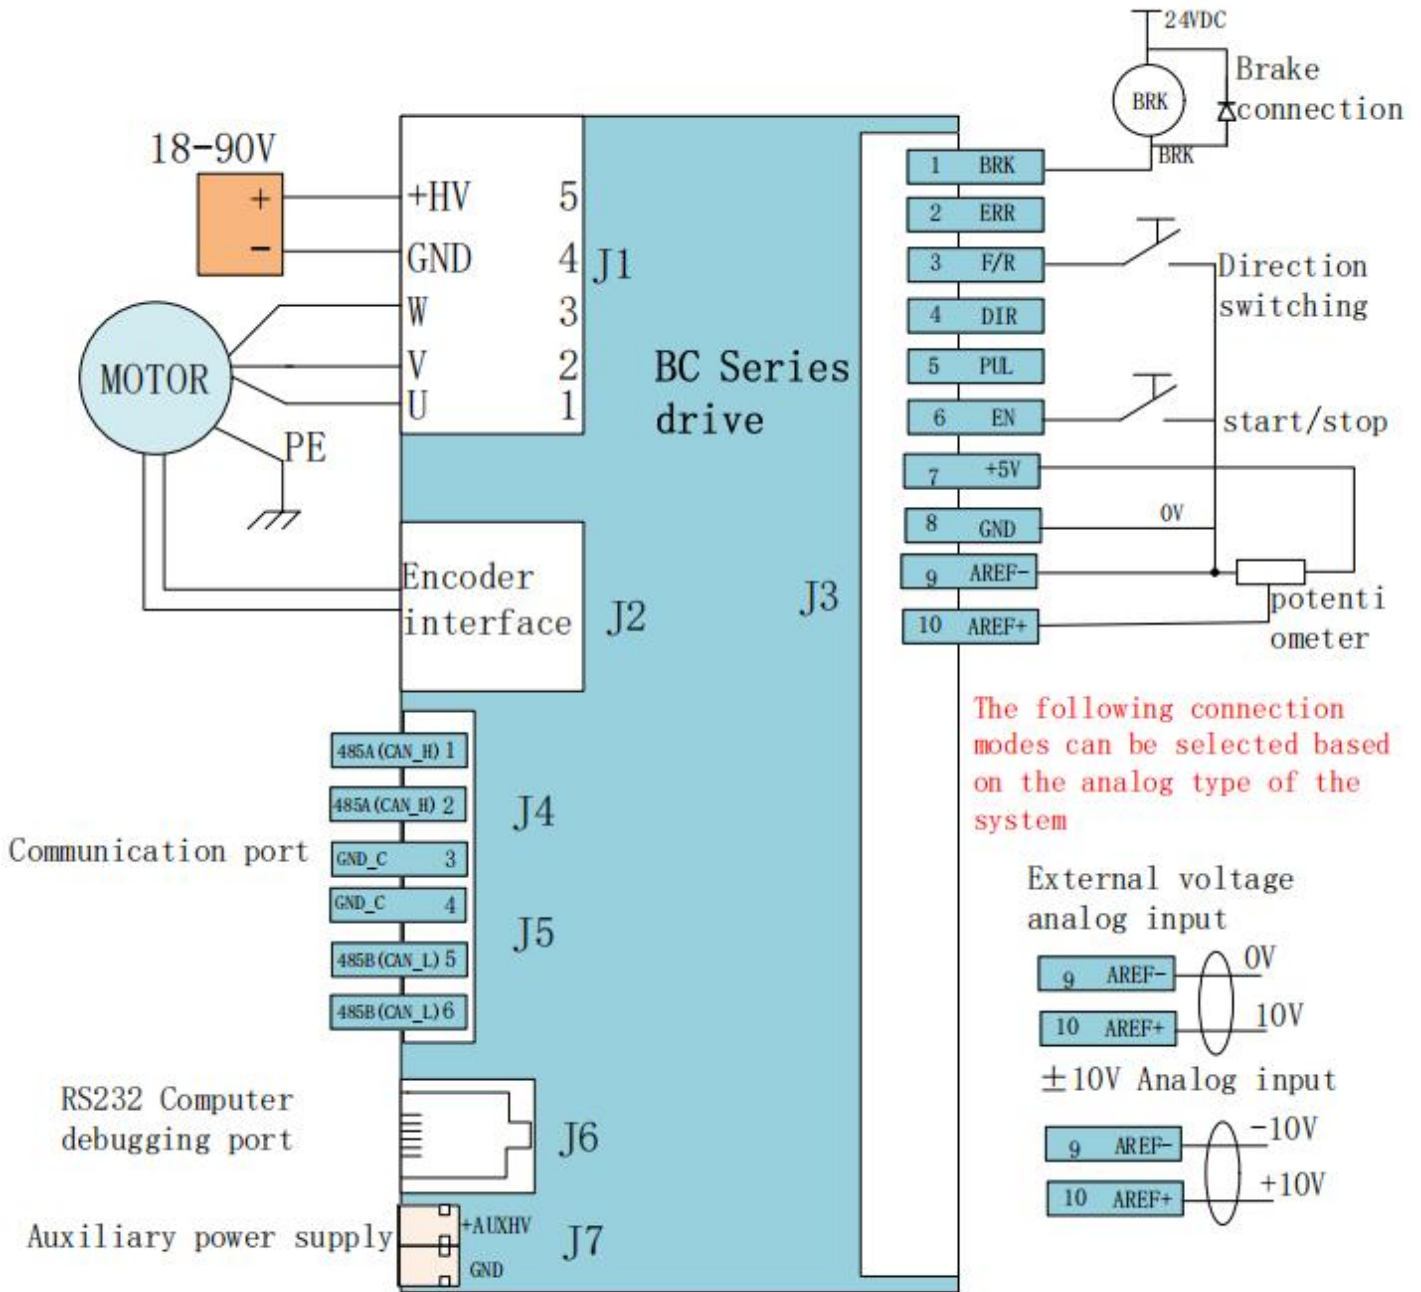 24VDC
BRK
Brake
connection
BRK
18-90V
+
-
+HV 5
GND 4
W 3
V 2
U 1
J1
MOTOR
PE
BC Series
drive
1 BRK
2 ERR
3 F/R
4 DIR
5 PUL
6 EN
7 +5V
8 GND
9 AREF-
10 AREF+
J3
Direction
switching
start/stop
0V
potenti
ometer
Encoder
interface
J2
485A(CAN_H) 1
485A(CAN_H) 2
GND_C 3
GND_C 4
485B(CAN_L) 5
485B(CAN_L) 6
J4
J5
Communication port
The following connection
modes can be selected based
on the analog type of the
system
External voltage
analog input
9 AREF- 0V
10 AREF+ 10V
±10V Analog input
9 AREF- -10V
10 AREF+ +10V
RS232 Computer
debugging port
J6
Auxiliary power supply
+AUXHV
GND
J7